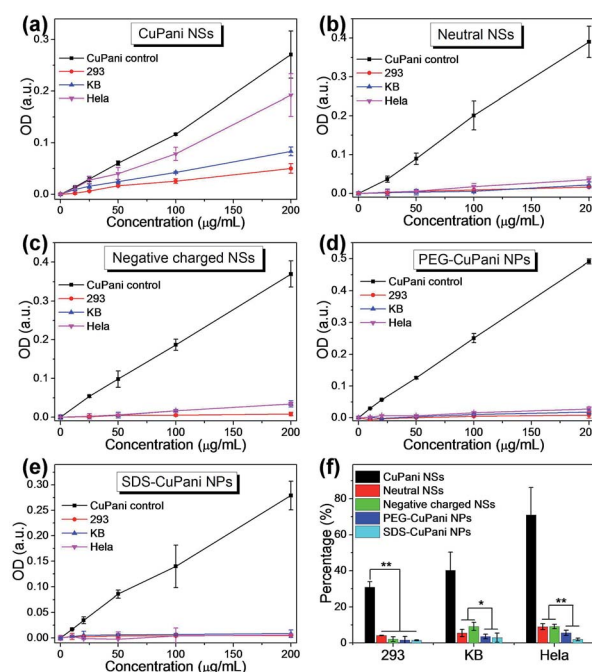 (a)
CuPani NSs
CuPani control
293
KB
Hela
OD (a.u.)
0.3
0.2
0.1
0.0
0
50
100
150
200
Concentration (μg/mL)
(b)
Neutral NSs
CuPani control
293
KB
Hela
OD (a.u.)
0.4
0.3
0.2
0.1
0.0
0
50
100
150
200
Concentration (μg/mL)
(c)
Negative charged NSs
CuPani control
293
KB
Hela
OD (a.u.)
0.4
0.3
0.2
0.1
0.0
0
50
100
150
200
Concentration (μg/mL)
(d)
PEG-CuPani NPs
CuPani control
293
KB
Hela
OD (a.u.)
0.5
0.4
0.3
0.2
0.1
0.0
0
50
100
150
200
Concentration (μg/mL)
(e)
SDS-CuPani NPs
CuPani control
293
KB
Hela
OD (a.u.)
0.30
0.25
0.20
0.15
0.10
0.05
0.00
0
50
100
150
200
Concentration (μg/mL)
(f)
CuPani NSs
Neutral NSs
Negative charged NSs
PEG-CuPani NPs
SDS-CuPani NPs
Percentage (%)
80
60
40
20
0
**
*
**
293
KB
Hela